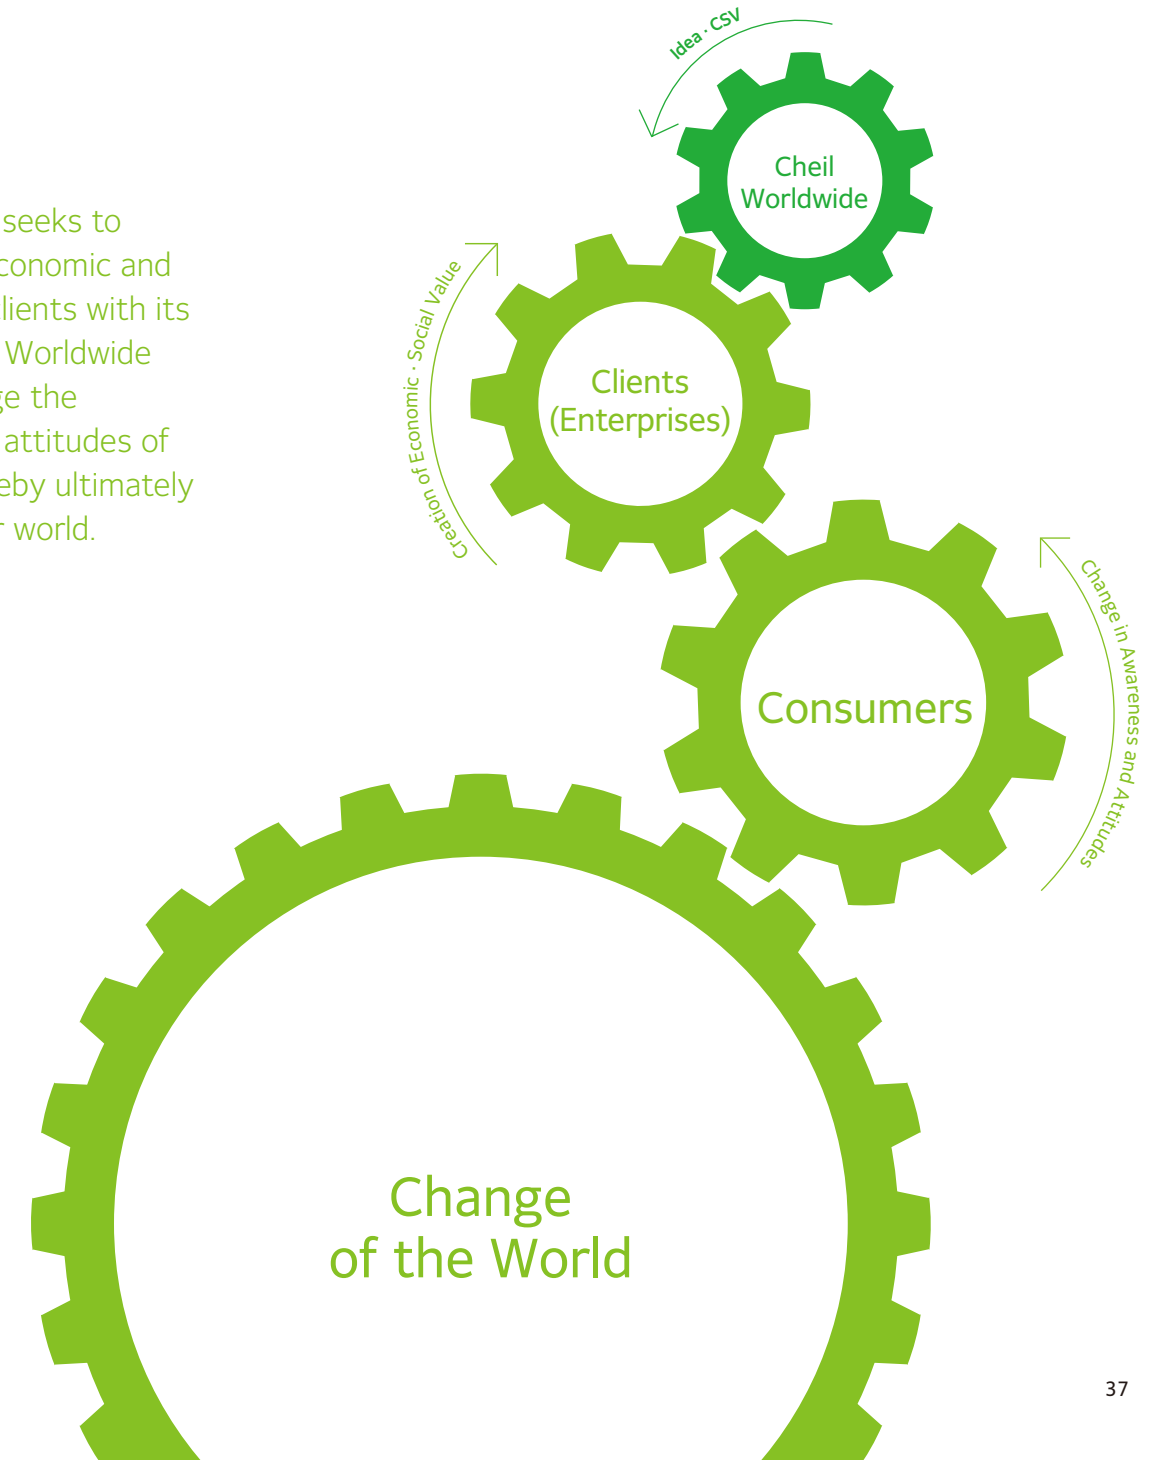 Idea · CSV
Cheil
Worldwide
seeks to
conomic and
lients with its
Worldwide
ge the
attitudes of
eby ultimately
r world.
Creation of Economic · Social Value
Clients
(Enterprises)
Consumers
Change in Awareness and Attitudes
Change
of the World
37